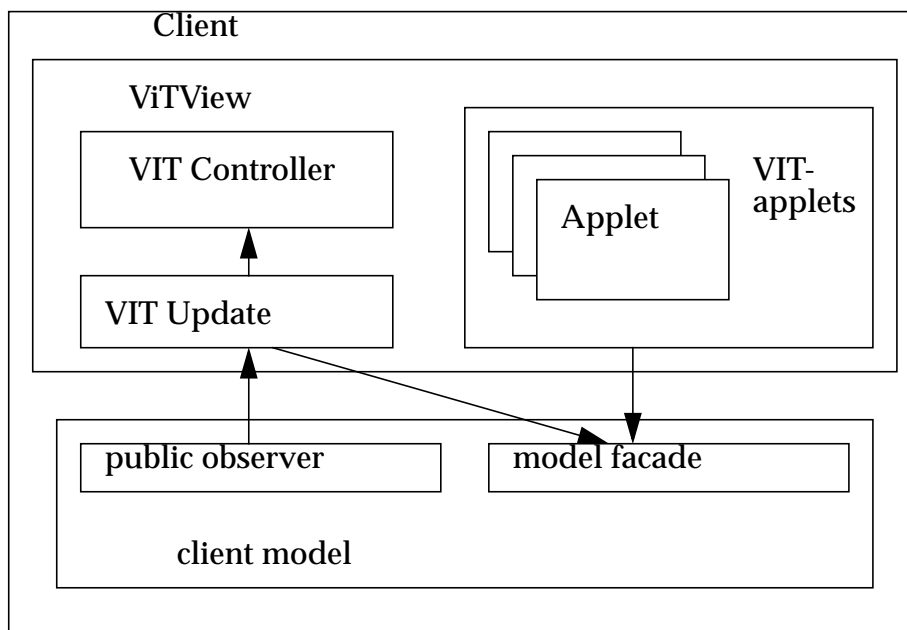 Client
ViTView
VIT Controller
VIT-
applets
Applet
VIT Update
public observer
model facade
client model